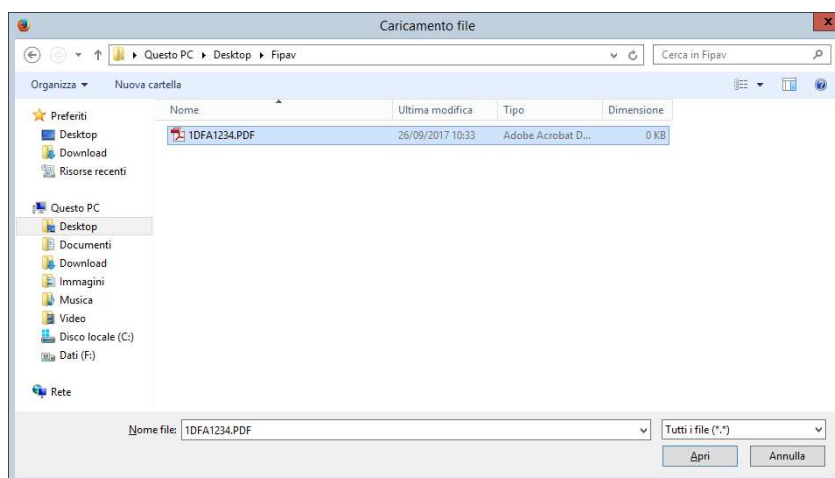 Caricamento file
x
Questo PC Desktop Fipav
Cerca in Fipav
Organizza Nuova cartella
Nome Ultima modifica Tipo Dimensione
1DFA1234.PDF 26/09/2017 10:33 Adobe Acrobat D... 0 KB
Preferiti
Desktop
Download
Risorse recenti
Questo PC
Desktop
Documenti
Download
Immagini
Musica
Video
Disco locale (C:)
Dati (F:)
Rete
Nome file: 1DFA1234.PDF
Tutti i file (*.*)
Apri Annulla